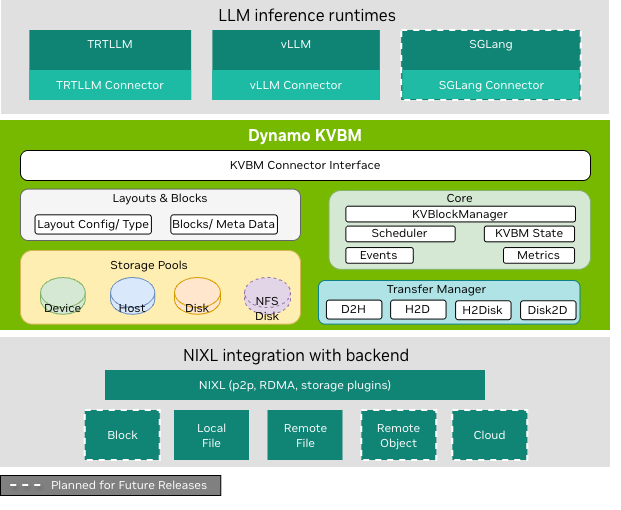 LLM inference runtimes
TRTLLM
vLLM
SGLang
TRTLLM Connector
vLLM Connector
SGLang Connector
Dynamo KVBM
KVBM Connector Interface
Layouts & Blocks
Layout Config/ Type
Blocks/ Meta Data
Core
KVBlockManager
Scheduler
KVBM State
Events
Metrics
Storage Pools
Device
Host
Disk
NFS
Disk
Transfer Manager
D2H
H2D
H2Disk
Disk2D
NIXL integration with backend
NIXL (p2p, RDMA, storage plugins)
Block
Local
File
Remote
File
Remote
Object
Cloud
Planned for Future Releases